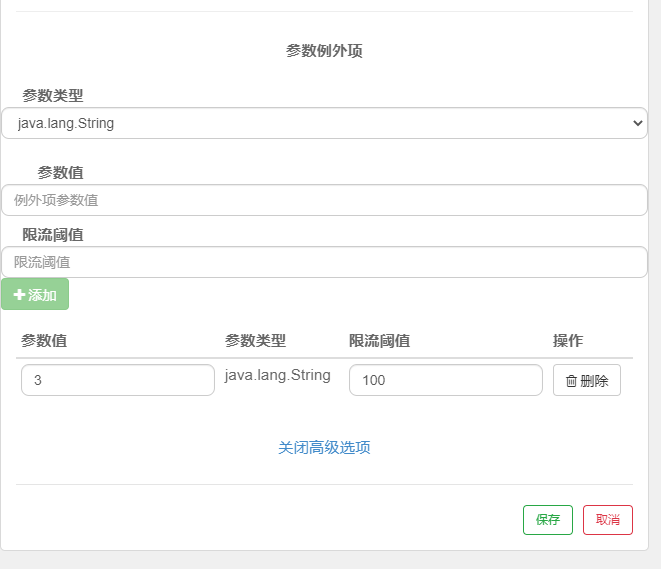 参数例外项
参数类型
java.lang.String
参数值
例外项参数值
限流阈值
限流阈值
添加
参数值 参数类型 限流阈值 操作
3 java.lang.String 100 删除
关闭高级选项
保存 取消